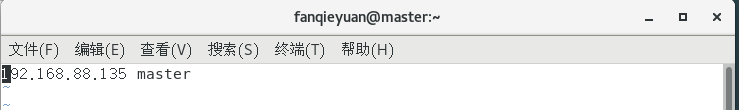 fanqieyuan@master:~
文件(F) 编辑(E) 查看(V) 搜索(S) 终端(T) 帮助(H)
192.168.88.135 master
~
~